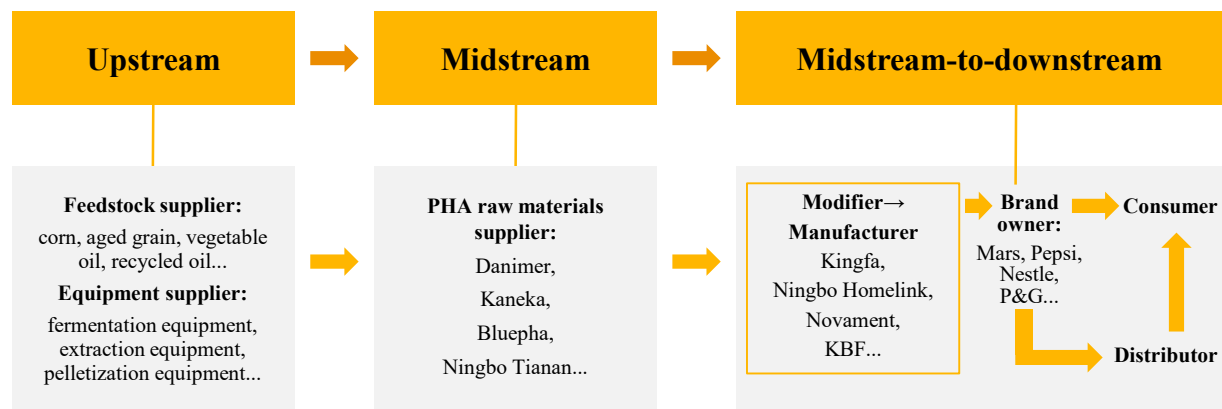 Upstream
Midstream
Midstream-to-downstream
Feedstock supplier:
corn, aged grain, vegetable
oil, recycled oil...
Equipment supplier:
fermentation equipment,
extraction equipment,
pelletization equipment...
PHA raw materials
supplier:
Danimer,
Kaneka,
Bluepha,
Ningbo Tianan...
Modifier→
Manufacturer
Kingfa,
Ningbo Homelink,
Novament,
KBF...
Brand
owner:
Mars, Pepsi,
Nestle,
P&G...
Consumer
Distributor